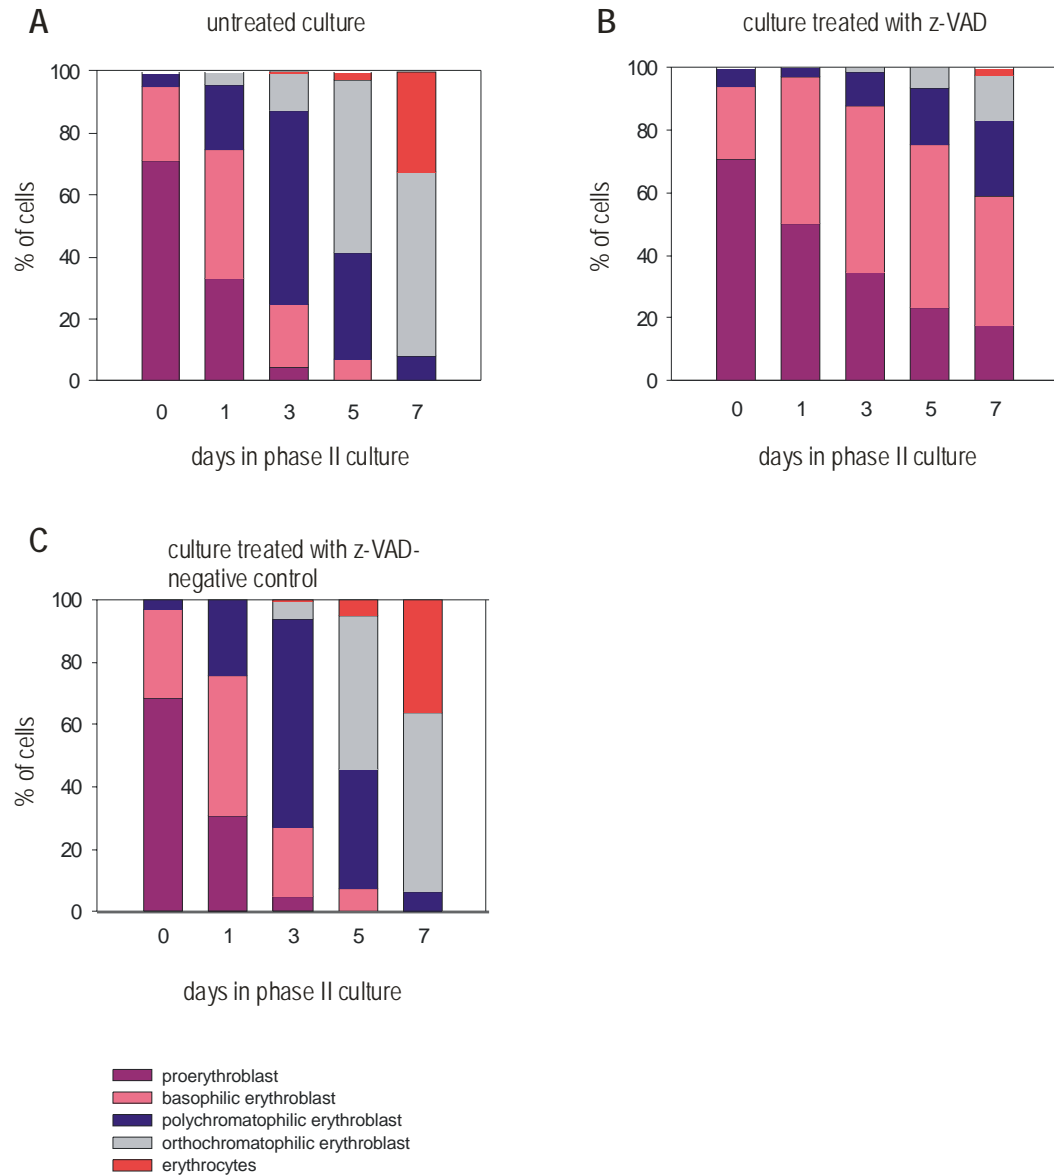 A
untreated culture
100
80
60
40
20
0
% of cells
0 1 3 5 7
days in phase II culture
B
culture treated with z-VAD
100
80
60
40
20
0
% of cells
0 1 3 5 7
days in phase II culture
C
culture treated with z-VAD-
negative control
100
80
60
40
20
0
% of cells
0 1 3 5 7
days in phase II culture
proerythroblast
basophilic erythroblast
polychromatophilic erythroblast
orthochromatophilic erythroblast
erythrocytes